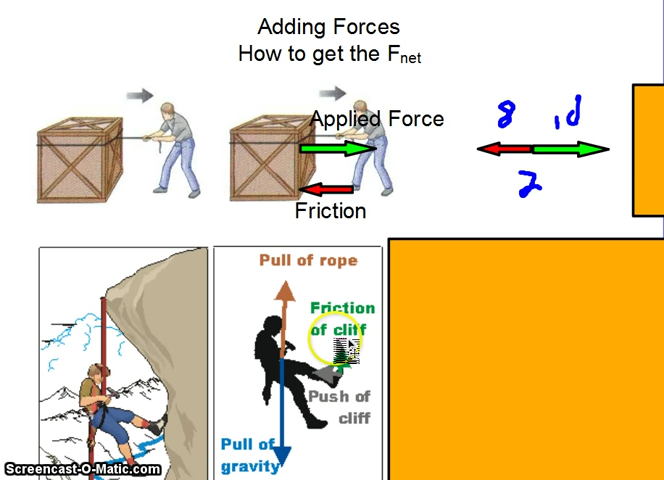 Adding Forces
How to get the Fnet
Applied Force
Friction
8
2
Pull of rope
Friction
of cliff
Push of
cliff
Pull of
gravity
Screencast-O-Matic.com